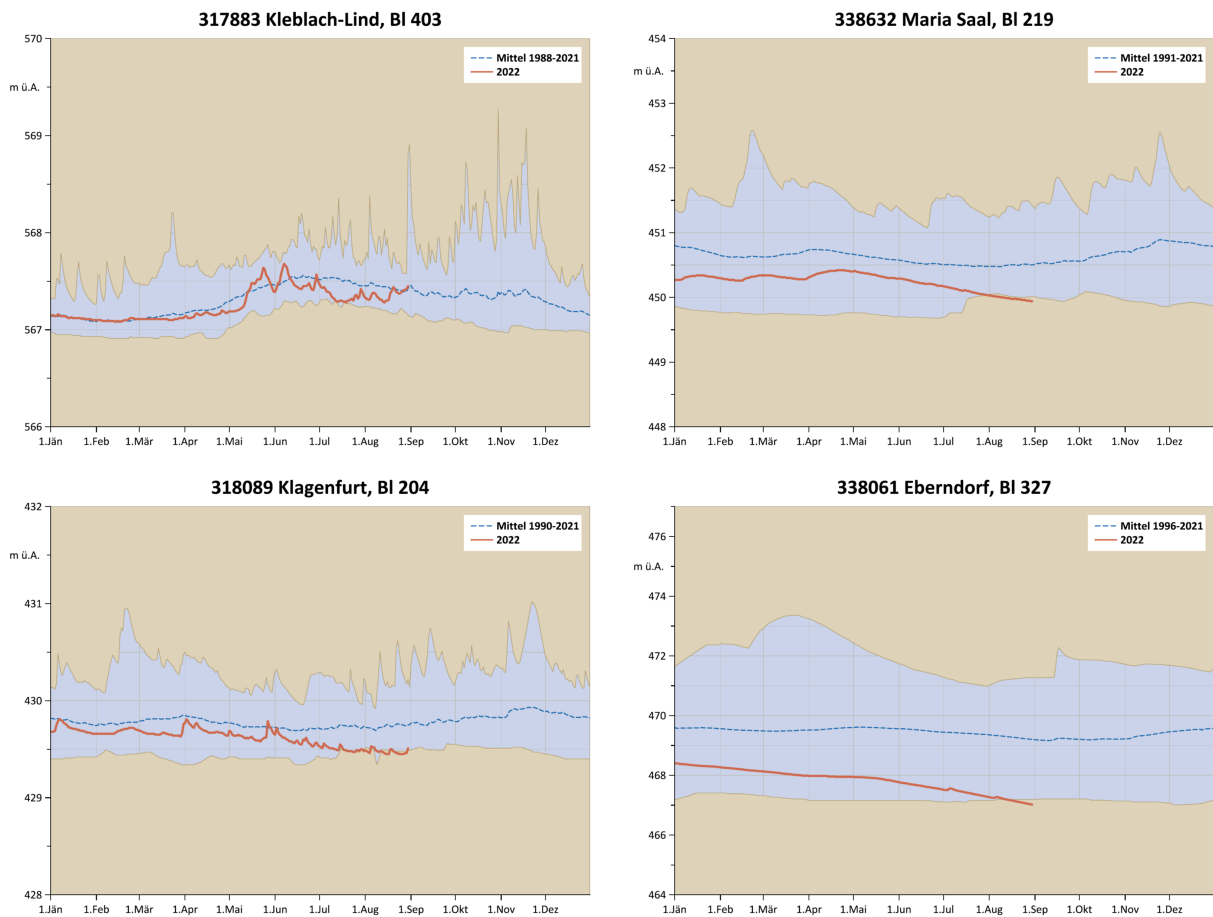 317883 Kleblach-Lind, Bl 403
570
m ü.A.
569
568
567
566
Mittel 1988-2021
2022
1.Jän 1.Feb 1.Mär 1.Apr 1.Mai 1.Jun 1.Jul 1.Aug 1.Sep 1.Okt 1.Nov 1.Dez
338632 Maria Saal, Bl 219
454
m ü.A.
453
452
451
450
449
448
Mittel 1991-2021
2022
1.Jän 1.Feb 1.Mär 1.Apr 1.Mai 1.Jun 1.Jul 1.Aug 1.Sep 1.Okt 1.Nov 1.Dez
318089 Klagenfurt, Bl 204
432
m ü.A.
431
430
429
428
Mittel 1990-2021
2022
1.Jän 1.Feb 1.Mär 1.Apr 1.Mai 1.Jun 1.Jul 1.Aug 1.Sep 1.Okt 1.Nov 1.Dez
338061 Eberndorf, Bl 327
476
m ü.A.
474
472
470
468
466
464
Mittel 1996-2021
2022
1.Jän 1.Feb 1.Mär 1.Apr 1.Mai 1.Jun 1.Jul 1.Aug 1.Sep 1.Okt 1.Nov 1.Dez